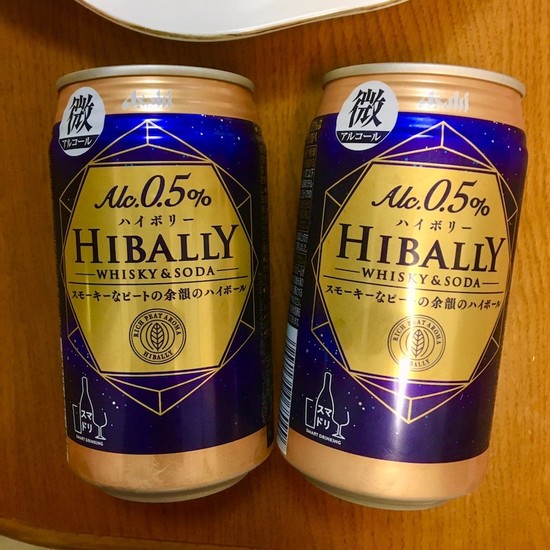 Asahi
微
アルコール
Alc.0.5%
ハイボリー
HIBALLY
WHISKY&SODA
スモーキーなピートの余韻のハイボール
RICH PEAT AROMA
HIBALLY
スマドリ
SMART DRINKING
Asahi
微
アルコール
Alc.0.5%
ハイボリー
HIBALLY
WHISKY&SODA
スモーキーなピートの余韻のハイボール
RICH PEAT AROMA
HIBALLY
スマドリ
SMART DRINKING